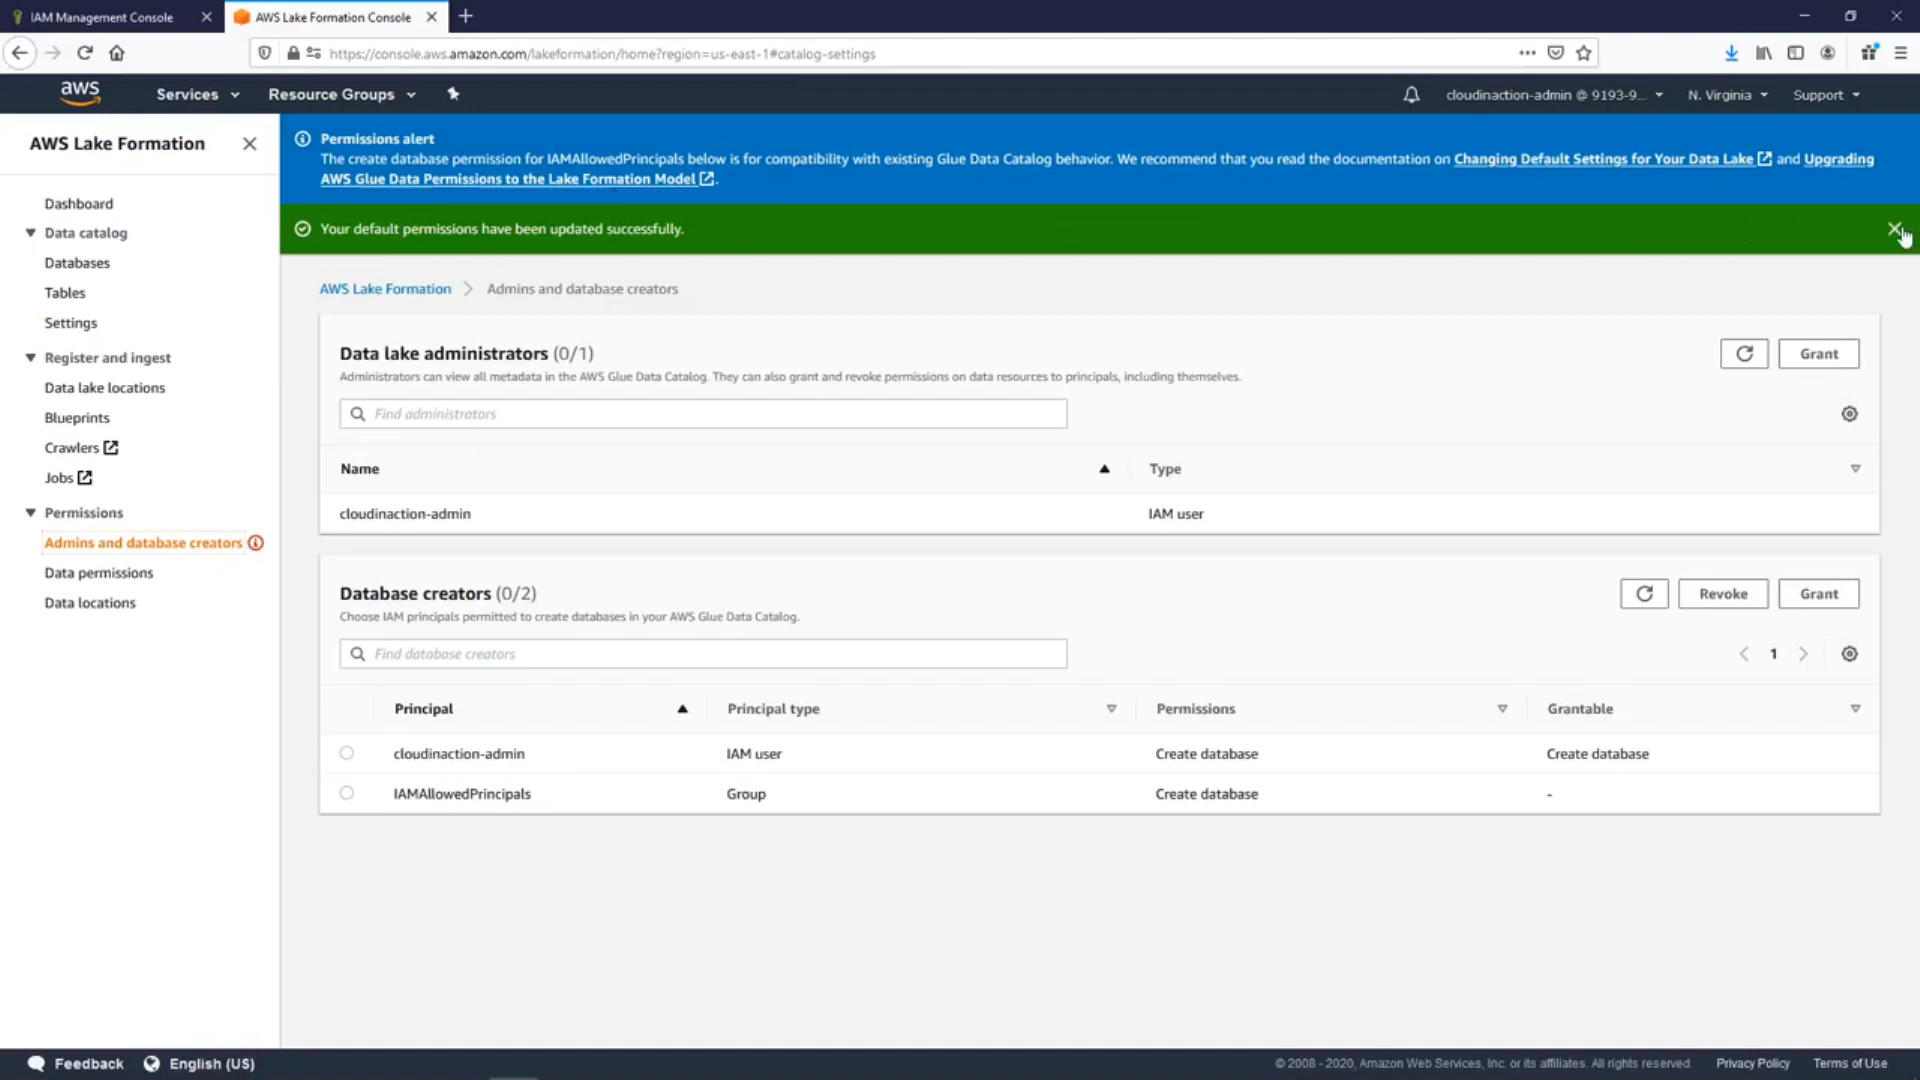 IAM Management Console
AWS Lake Formation Console
https://console.aws.amazon.com/lakeformation/home?region=us-east-1#catalog-settings
aws
Services
Resource Groups
cloudinaction-admin @ 9193-9...
N. Virginia
Support
AWS Lake Formation
Dashboard
Data catalog
Databases
Tables
Settings
Register and ingest
Data lake locations
Blueprints
Crawlers
Jobs
Permissions
Admins and database creators
Data permissions
Data locations
Permissions alert
The create database permission for IAMAllowedPrincipals below is for compatibility with existing Glue Data Catalog behavior. We recommend that you read the documentation on Changing Default Settings for Your Data Lake and Upgrading
AWS Glue Data Permissions to the Lake Formation Model .
Your default permissions have been updated successfully.
AWS Lake Formation > Admins and database creators
Data lake administrators (0/1)
Grant
Administrators can view all metadata in the AWS Glue Data Catalog. They can also grant and revoke permissions on data resources to principals, including themselves.
Find administrators
Name Type
cloudinaction-admin IAM user
Database creators (0/2)
Revoke Grant
Choose IAM principals permitted to create databases in your AWS Glue Data Catalog.
Find database creators
1
Principal Principal type Permissions Grantable
cloudinaction-admin IAM user Create database Create database
IAMAllowedPrincipals Group Create database -
Feedback English (US)
© 2008 - 2020, Amazon Web Services, Inc. or its affiliates. All rights reserved. Privacy Policy Terms of Use